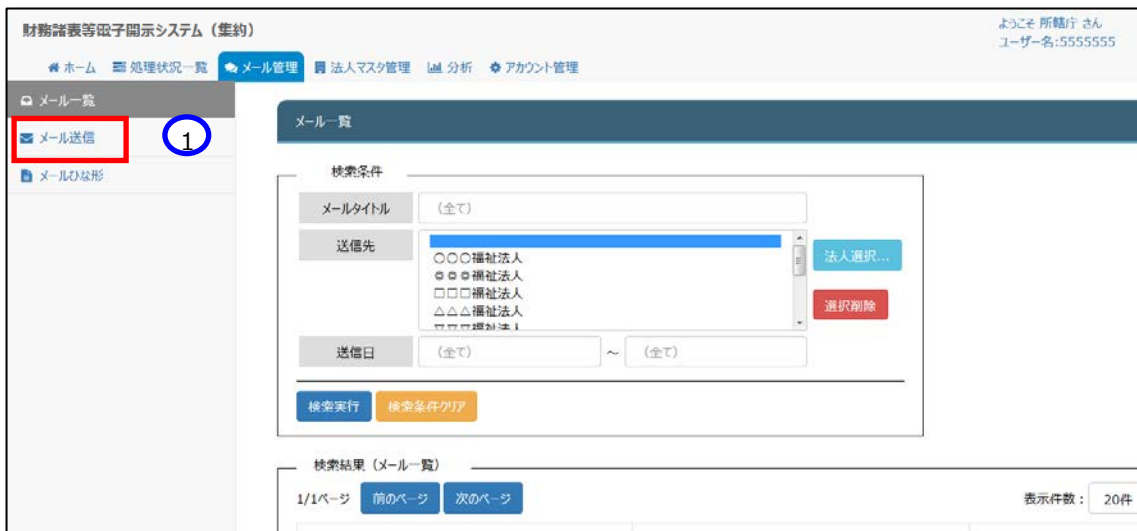 財務諸表等電子開示システム（集約）
ようこそ 所轄庁 さん
ユーザー名:5555555
ホーム 処理状況一覧 メール管理 法人マスタ管理 分析 アカウント管理
メール一覧
メール送信
1
メールひな形
メール一覧
検索条件
メールタイトル （全て）
送信先
○○○福祉法人
◎◎◎福祉法人
□□□福祉法人
△△△福祉法人
▽▽▽福祉法人
法人選択...
選択削除
送信日 （全て） ～ （全て）
検索実行 検索条件クリア
検索結果（メール一覧）
1/1ページ 前のページ 次のページ 表示件数： 20件